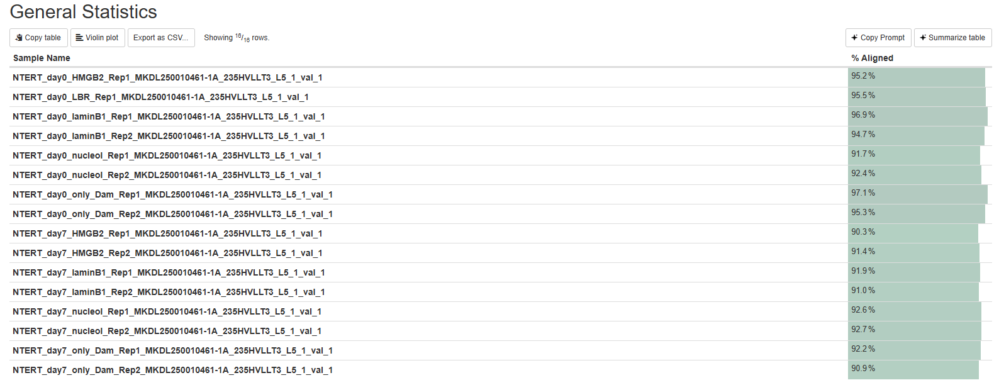 General Statistics
Copy table Violin plot Export as CSV... Showing 16/16 rows. Copy Prompt Summarize table
Sample Name % Aligned
NTERT_day0_HMGB2_Rep1_MKDL250010461-1A_235HVLLT3_L5_1_val_1 95.2 %
NTERT_day0_LBR_Rep1_MKDL250010461-1A_235HVLLT3_L5_1_val_1 95.5 %
NTERT_day0_laminB1_Rep1_MKDL250010461-1A_235HVLLT3_L5_1_val_1 96.9 %
NTERT_day0_laminB1_Rep2_MKDL250010461-1A_235HVLLT3_L5_1_val_1 94.7 %
NTERT_day0_nucleol_Rep1_MKDL250010461-1A_235HVLLT3_L5_1_val_1 91.7 %
NTERT_day0_nucleol_Rep2_MKDL250010461-1A_235HVLLT3_L5_1_val_1 92.4 %
NTERT_day0_only_Dam_Rep1_MKDL250010461-1A_235HVLLT3_L5_1_val_1 97.1 %
NTERT_day0_only_Dam_Rep2_MKDL250010461-1A_235HVLLT3_L5_1_val_1 95.3 %
NTERT_day7_HMGB2_Rep1_MKDL250010461-1A_235HVLLT3_L5_1_val_1 90.3 %
NTERT_day7_HMGB2_Rep2_MKDL250010461-1A_235HVLLT3_L5_1_val_1 91.4 %
NTERT_day7_laminB1_Rep1_MKDL250010461-1A_235HVLLT3_L5_1_val_1 91.9 %
NTERT_day7_laminB1_Rep2_MKDL250010461-1A_235HVLLT3_L5_1_val_1 91.0 %
NTERT_day7_nucleol_Rep1_MKDL250010461-1A_235HVLLT3_L5_1_val_1 92.6 %
NTERT_day7_nucleol_Rep2_MKDL250010461-1A_235HVLLT3_L5_1_val_1 92.7 %
NTERT_day7_only_Dam_Rep1_MKDL250010461-1A_235HVLLT3_L5_1_val_1 92.2 %
NTERT_day7_only_Dam_Rep2_MKDL250010461-1A_235HVLLT3_L5_1_val_1 90.9 %